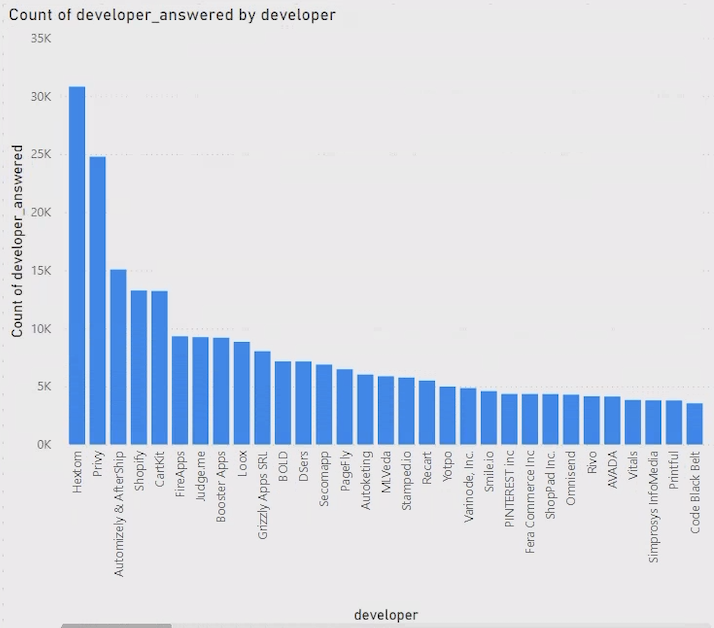 Count of developer_answered by developer
35K
30K
25K
20K
15K
10K
5K
0K
Count of developer_answered
Hextom
Privy
Automizely & AfterShip
Shopify
CartKit
FireApps
Judge.me
Booster Apps
Loox
Grizzly Apps SRL
BOLD
DSers
Secomapp
PageFly
Autoketing
MLVeda
Stamped.io
Recart
Yotpo
Varinode, Inc.
Smile.io
PINTEREST inc
Fera Commerce Inc
ShopPad Inc.
Omnisend
Rivo
AVADA
Vitals
Simprosys InfoMedia
Printful
Code Black Belt
developer